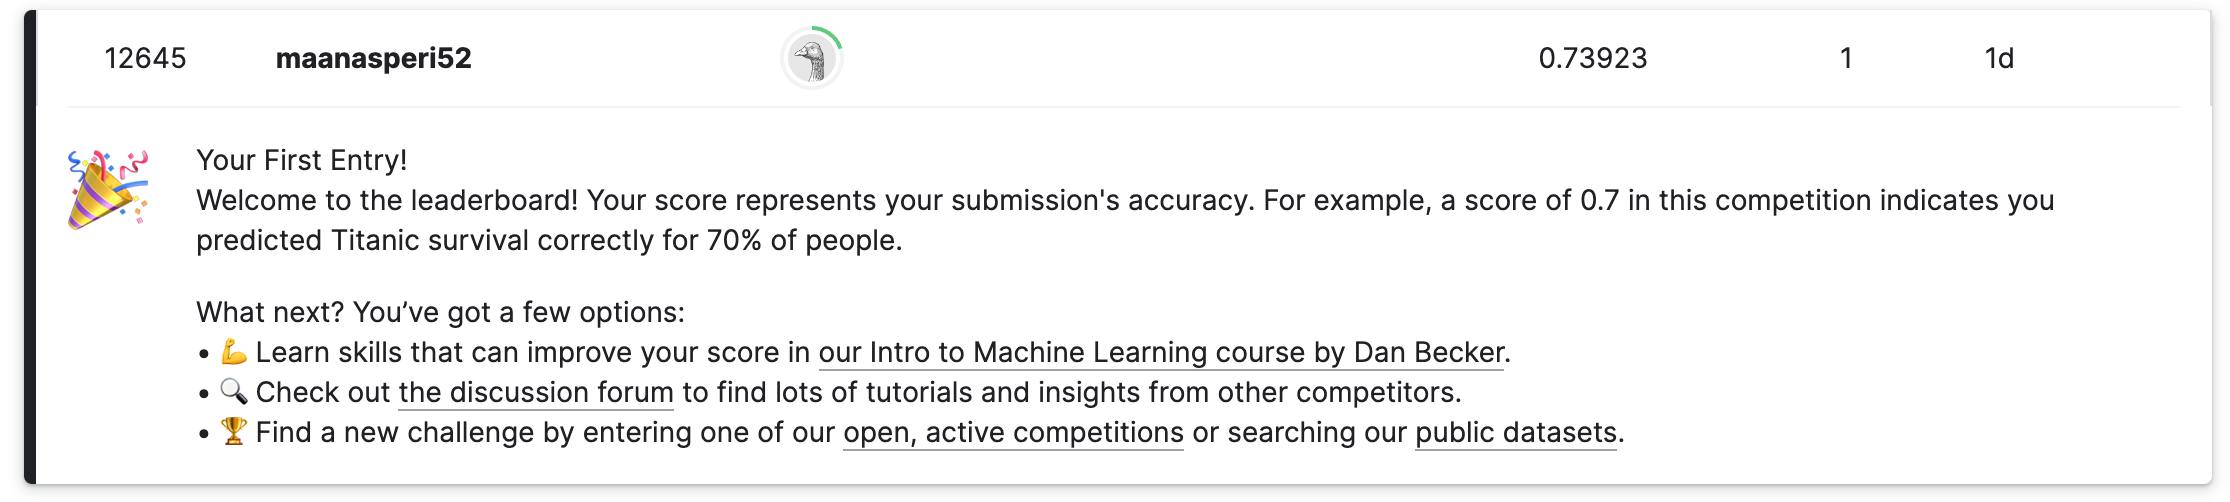 12645 maanasperi52 0.73923 1 1d
Your First Entry!
Welcome to the leaderboard! Your score represents your submission's accuracy. For example, a score of 0.7 in this competition indicates you
predicted Titanic survival correctly for 70% of people.
What next? You’ve got a few options:
• 💪 Learn skills that can improve your score in our Intro to Machine Learning course by Dan Becker.
• 🔍 Check out the discussion forum to find lots of tutorials and insights from other competitors.
• 🏆 Find a new challenge by entering one of our open, active competitions or searching our public datasets.